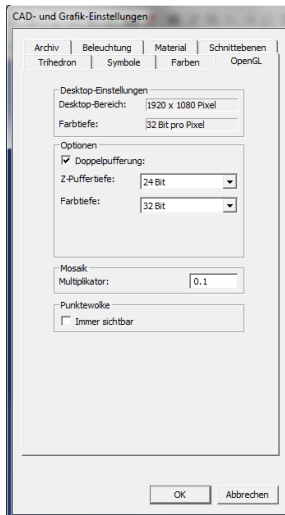 CAD- und Grafik-Einstellungen
Archiv Beleuchtung Material Schnittebenen
Trihedron Symbole Farben OpenGL
Desktop-Einstellungen
Desktop-Bereich: 1920 x 1080 Pixel
Farbtiefe: 32 Bit pro Pixel
Optionen
Doppelpufferung:
Z-Puffertiefe: 24 Bit
Farbtiefe: 32 Bit
Mosaik
Multiplikator: 0.1
Punktewolke
Immer sichtbar
OK Abbrechen